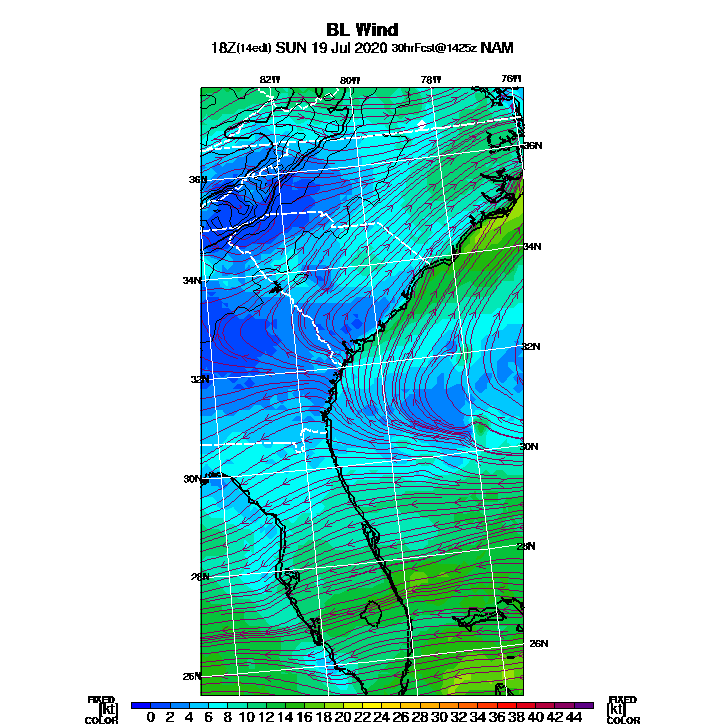 BL Wind
18Z(14edt) SUN 19 Jul 2020 30hrFcst@1425z NAM
82W 80W 78W 76W
36N
36N
34N
34N
32N
32N
30N
30N
28N
28N
26N
26N
FIXED FIXED
[kt] 0 2 4 6 8 10 12 14 16 18 20 22 24 26 28 30 32 34 36 38 40 42 44 [kt]
COLOR COLOR